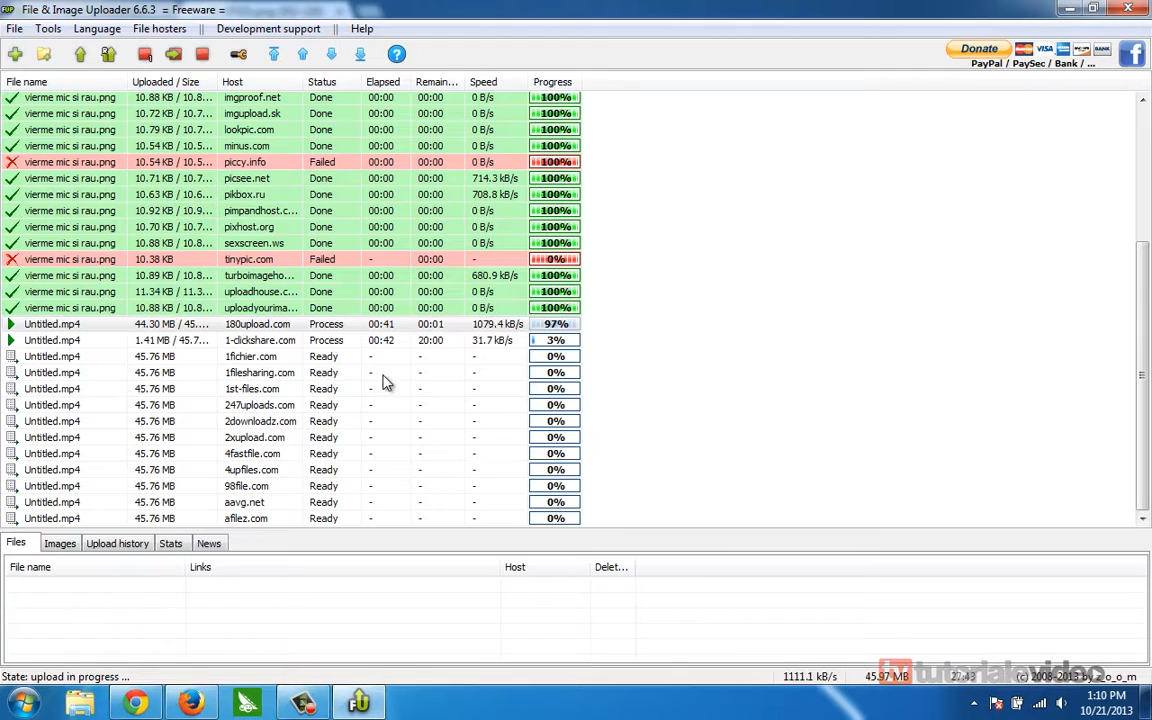 File & Image Uploader 6.6.3 = Freeware =
File Tools Language File hosters Development support Help
Donate VISA BANK
PayPal / PaySec / Bank / ...
File name Uploaded / Size Host Status Elapsed Remain... Speed Progress
vierme mic si rau.png 10.88 KB / 10.8... imgproof.net Done 00:00 00:00 0 B/s 100%
vierme mic si rau.png 10.72 KB / 10.7... imgupload.sk Done 00:00 00:00 0 B/s 100%
vierme mic si rau.png 10.79 KB / 10.7... lookpic.com Done 00:00 00:00 0 B/s 100%
vierme mic si rau.png 10.54 KB / 10.5... minus.com Done 00:00 00:00 0 B/s 100%
vierme mic si rau.png 10.54 KB / 10.5... piccy.info Failed 00:00 00:00 0 B/s 100%
vierme mic si rau.png 10.71 KB / 10.7... picsee.net Done 00:00 00:00 714.3 kB/s 100%
vierme mic si rau.png 10.63 KB / 10.6... pikbox.ru Done 00:00 00:00 708.8 kB/s 100%
vierme mic si rau.png 10.92 KB / 10.9... pimpandhost.c... Done 00:00 00:00 0 B/s 100%
vierme mic si rau.png 10.70 KB / 10.7... pixhost.org Done 00:00 00:00 0 B/s 100%
vierme mic si rau.png 10.88 KB / 10.8... sexscreen.ws Done 00:00 00:00 0 B/s 100%
vierme mic si rau.png 10.38 KB tinypic.com Failed - 00:00 - 0%
vierme mic si rau.png 10.89 KB / 10.8... turboimageho... Done 00:00 00:00 680.9 kB/s 100%
vierme mic si rau.png 11.34 KB / 11.3... uploadhouse.c... Done 00:00 00:00 0 B/s 100%
vierme mic si rau.png 10.88 KB / 10.8... uploadyourima... Done 00:00 00:00 0 B/s 100%
Untitled.mp4 44.30 MB / 45.... 180upload.com Process 00:41 00:01 1079.4 kB/s 97%
Untitled.mp4 1.41 MB / 45.7... 1-clickshare.com Process 00:42 20:00 31.7 kB/s 3%
Untitled.mp4 45.76 MB 1fichier.com Ready - - - 0%
Untitled.mp4 45.76 MB 1filesharing.com Ready - - - 0%
Untitled.mp4 45.76 MB 1st-files.com Ready - - - 0%
Untitled.mp4 45.76 MB 247uploads.com Ready - - - 0%
Untitled.mp4 45.76 MB 2downloadz.com Ready - - - 0%
Untitled.mp4 45.76 MB 2xupload.com Ready - - - 0%
Untitled.mp4 45.76 MB 4fastfile.com Ready - - - 0%
Untitled.mp4 45.76 MB 4upfiles.com Ready - - - 0%
Untitled.mp4 45.76 MB 98file.com Ready - - - 0%
Untitled.mp4 45.76 MB aavg.net Ready - - - 0%
Untitled.mp4 45.76 MB afilez.com Ready - - - 0%
Files Images Upload history Stats News
File name Links Host Delet...
State: upload in progress ... 1111.1 kB/s 45.97 MB 27:43 (c) 2008-2013 by z_o_o_m
tutorialevideo
1:10 PM
10/21/2013